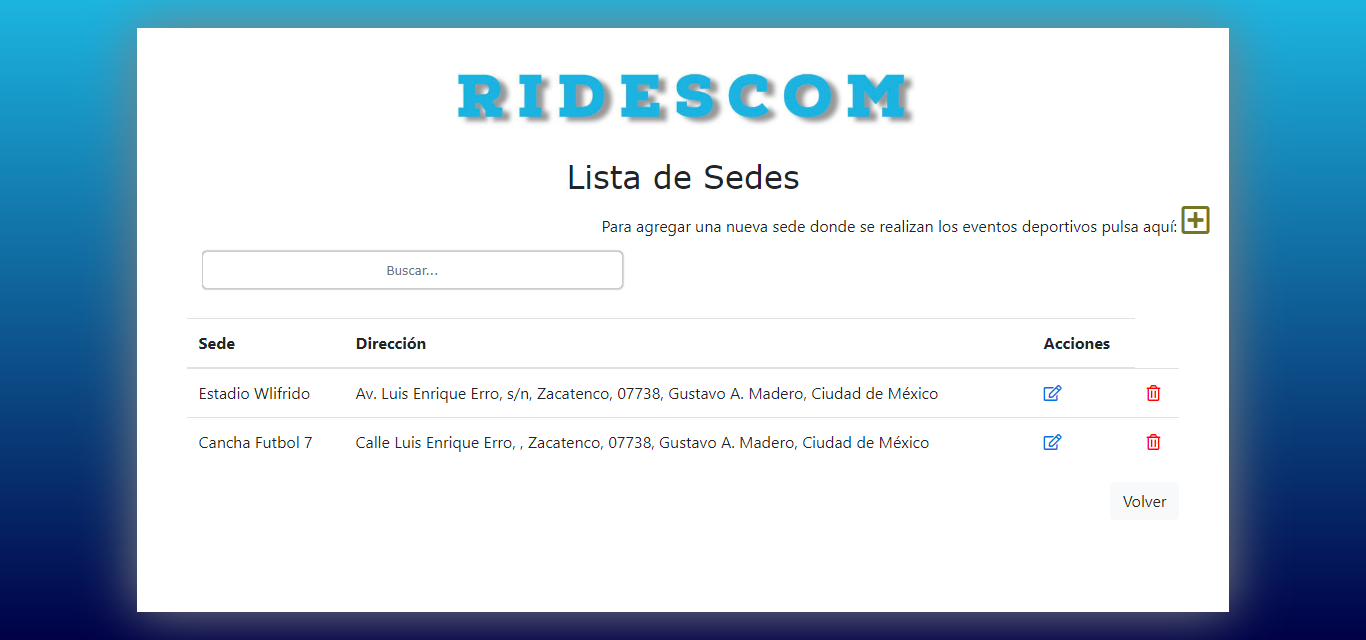 RIDESCOM
Lista de Sedes
Para agregar una nueva sede donde se realizan los eventos deportivos pulsa aquí:
Buscar...
Sede Dirección Acciones
Estadio Wlifrido Av. Luis Enrique Erro, s/n, Zacatenco, 07738, Gustavo A. Madero, Ciudad de México
Cancha Futbol 7 Calle Luis Enrique Erro, , Zacatenco, 07738, Gustavo A. Madero, Ciudad de México
Volver